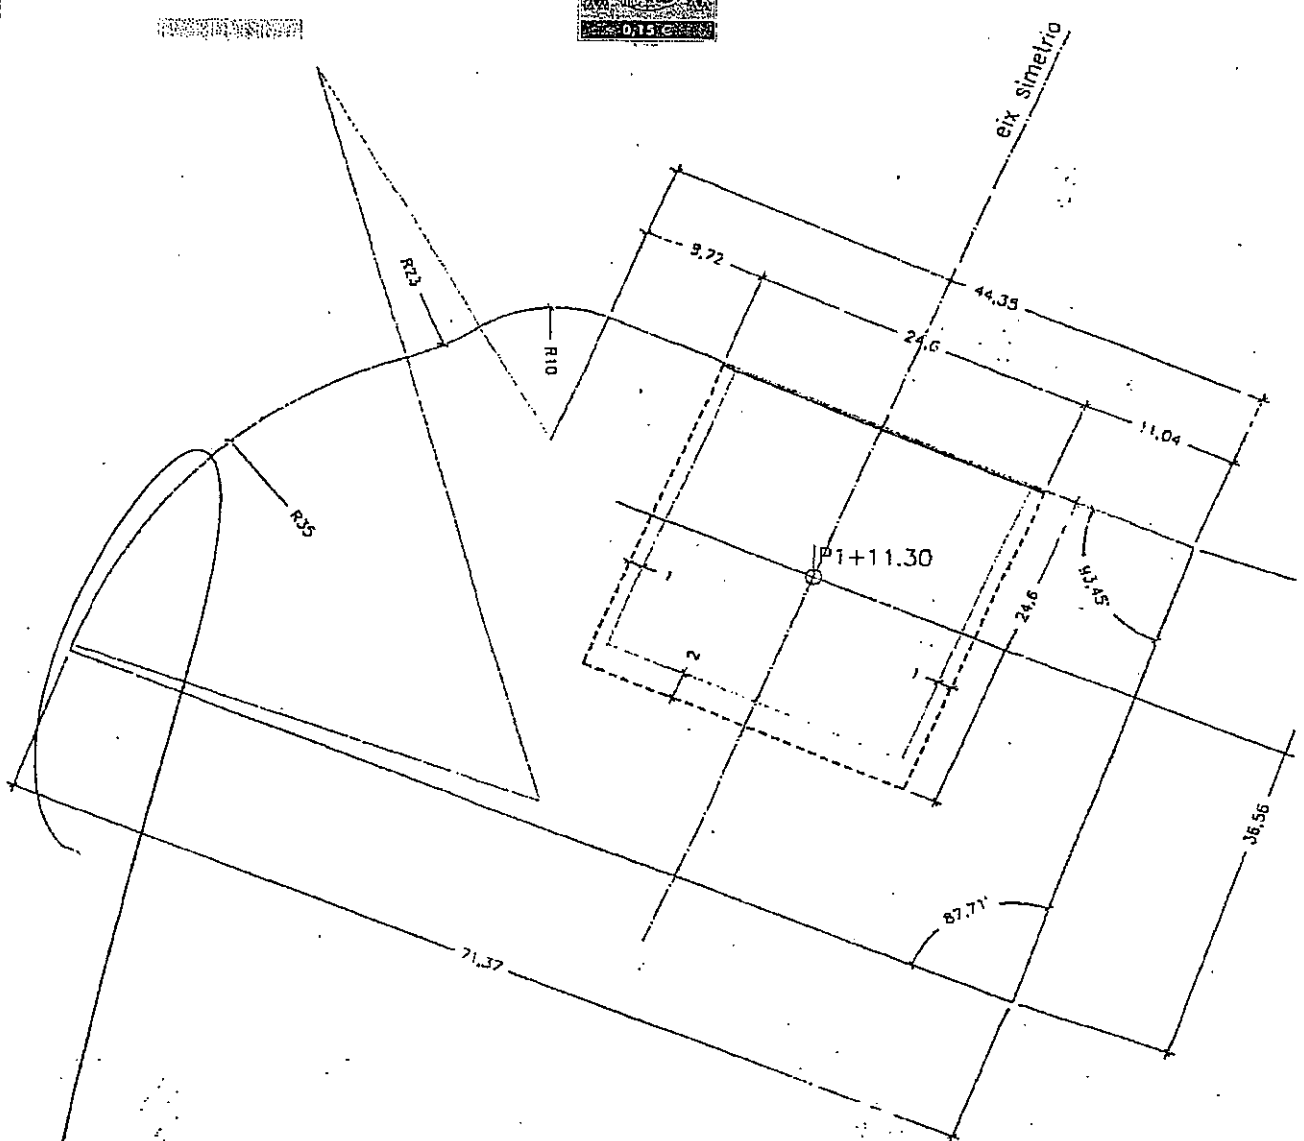 0,15 €
eix simetria
9,72
44,35
24,6
11,04
R23
R10
R35
P1+11.30
93,45'
24,6
1
2
1
36,56
87,71'
71,37